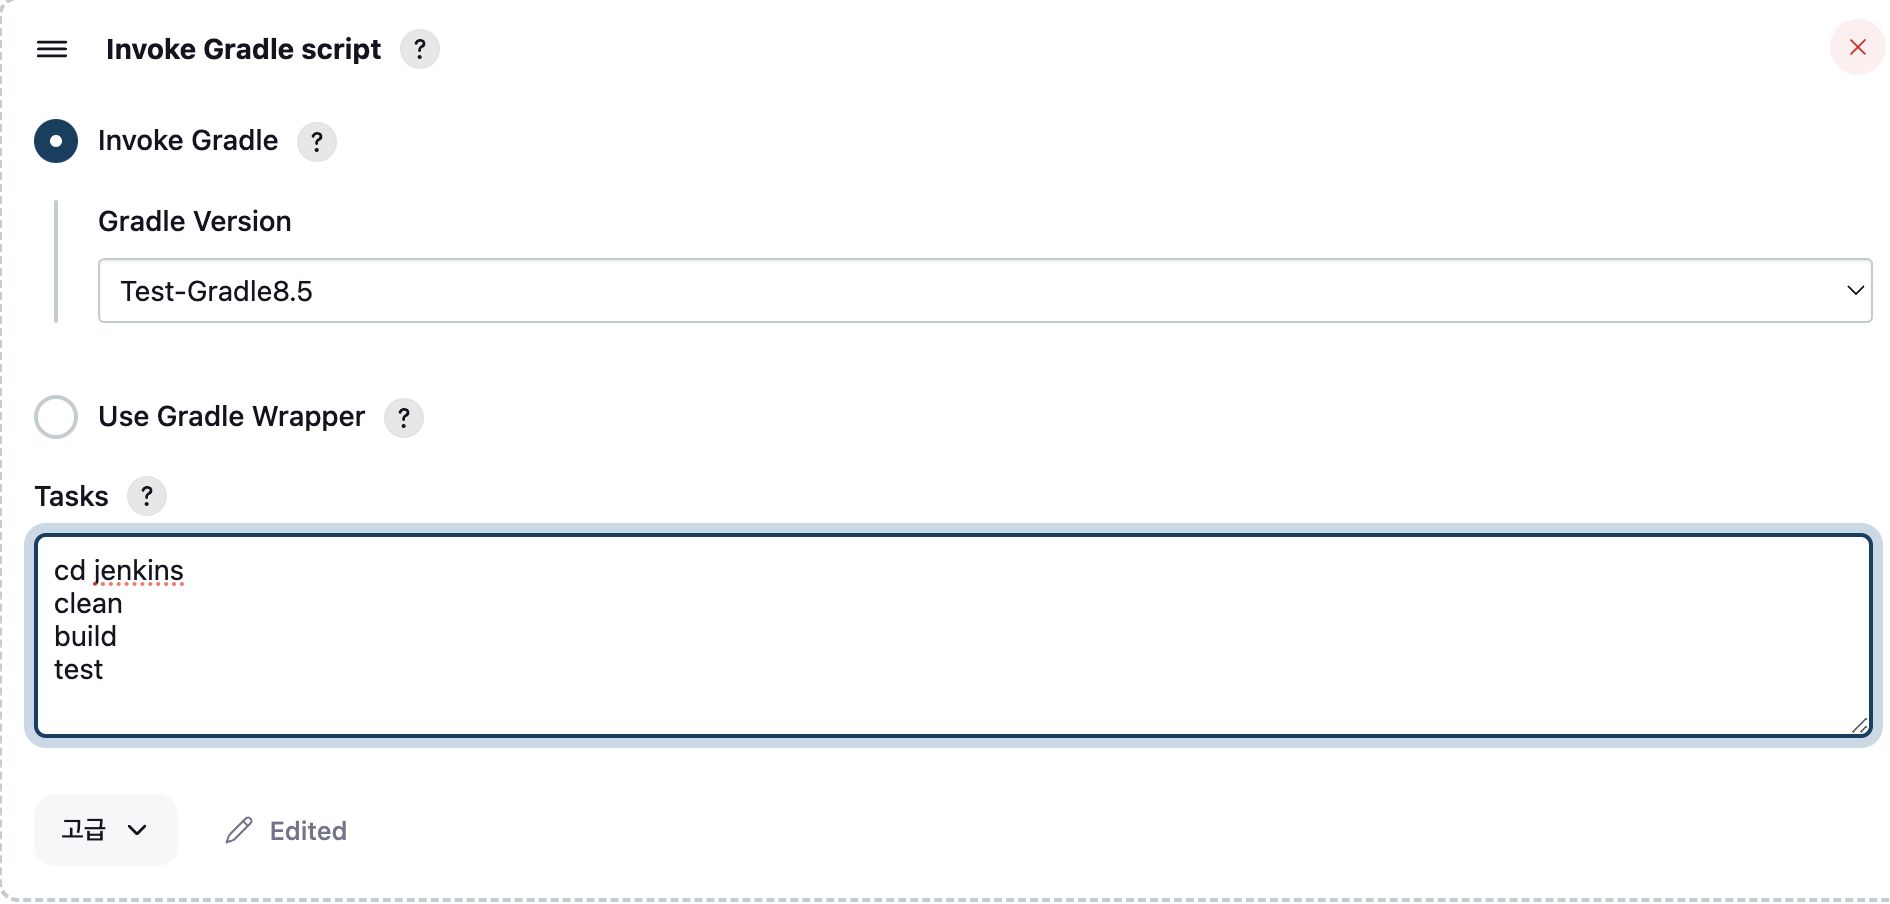 Invoke Gradle script ?
Invoke Gradle ?
Gradle Version
Test-Gradle8.5
Use Gradle Wrapper ?
Tasks ?
cd jenkins
clean
build
test
고급
Edited